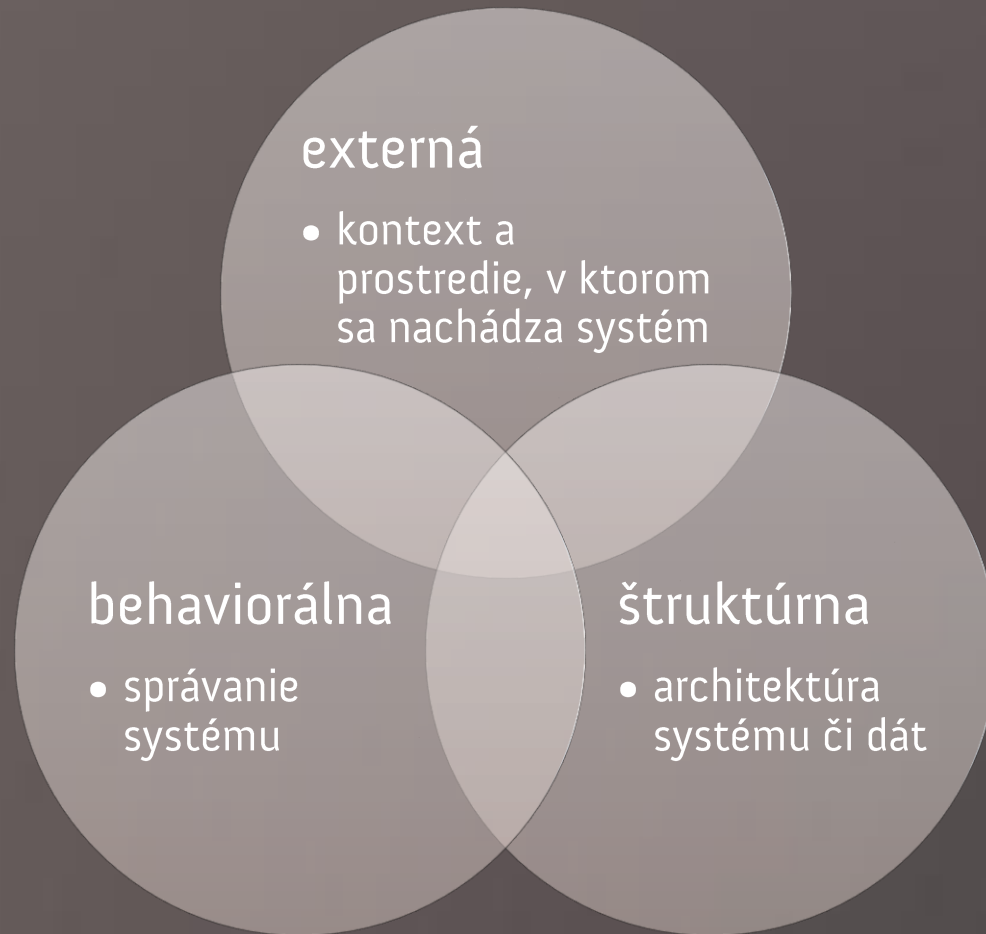 externá
• kontext a
prostredie, v ktorom
sa nachádza systém
behaviorálna
• správanie
systému
štruktúrna
• architektúra
systému či dát